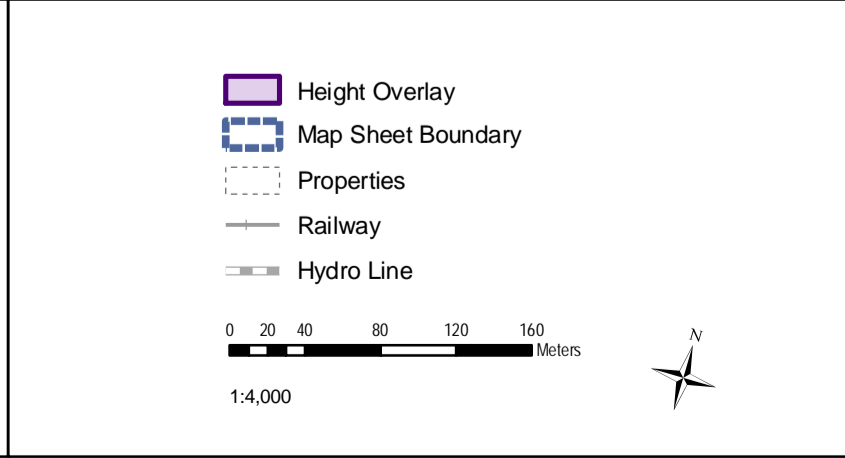 Height Overlay
Map Sheet Boundary
Properties
Railway
Hydro Line
0 20 40 80 120 160
Meters
N
1:4,000